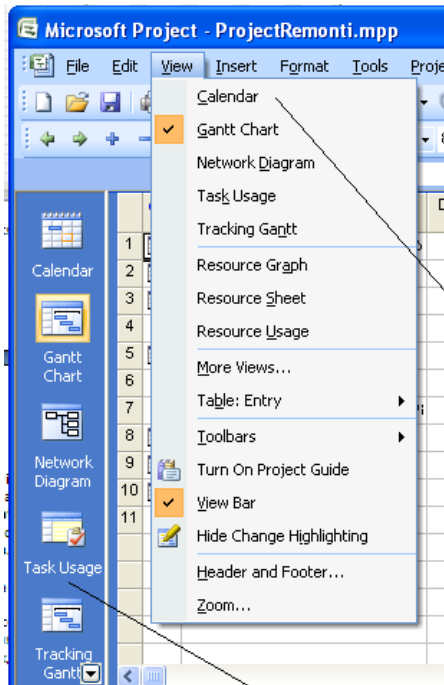 Microsoft Project - ProjectRemonti.mpp
File Edit View Insert Format Tools
Calendar
Gantt Chart
Network Diagram
Task Usage
Tracking Gantt
Resource Graph
Resource Sheet
Resource Usage
More Views...
Table: Entry
Toolbars
Turn On Project Guide
View Bar
Hide Change Highlighting
Header and Footer...
Zoom...
Calendar
Gantt
Chart
Network
Diagram
Task Usage
Tracking
Gantt
1
2
3
4
5
6
7
8
9
10
11